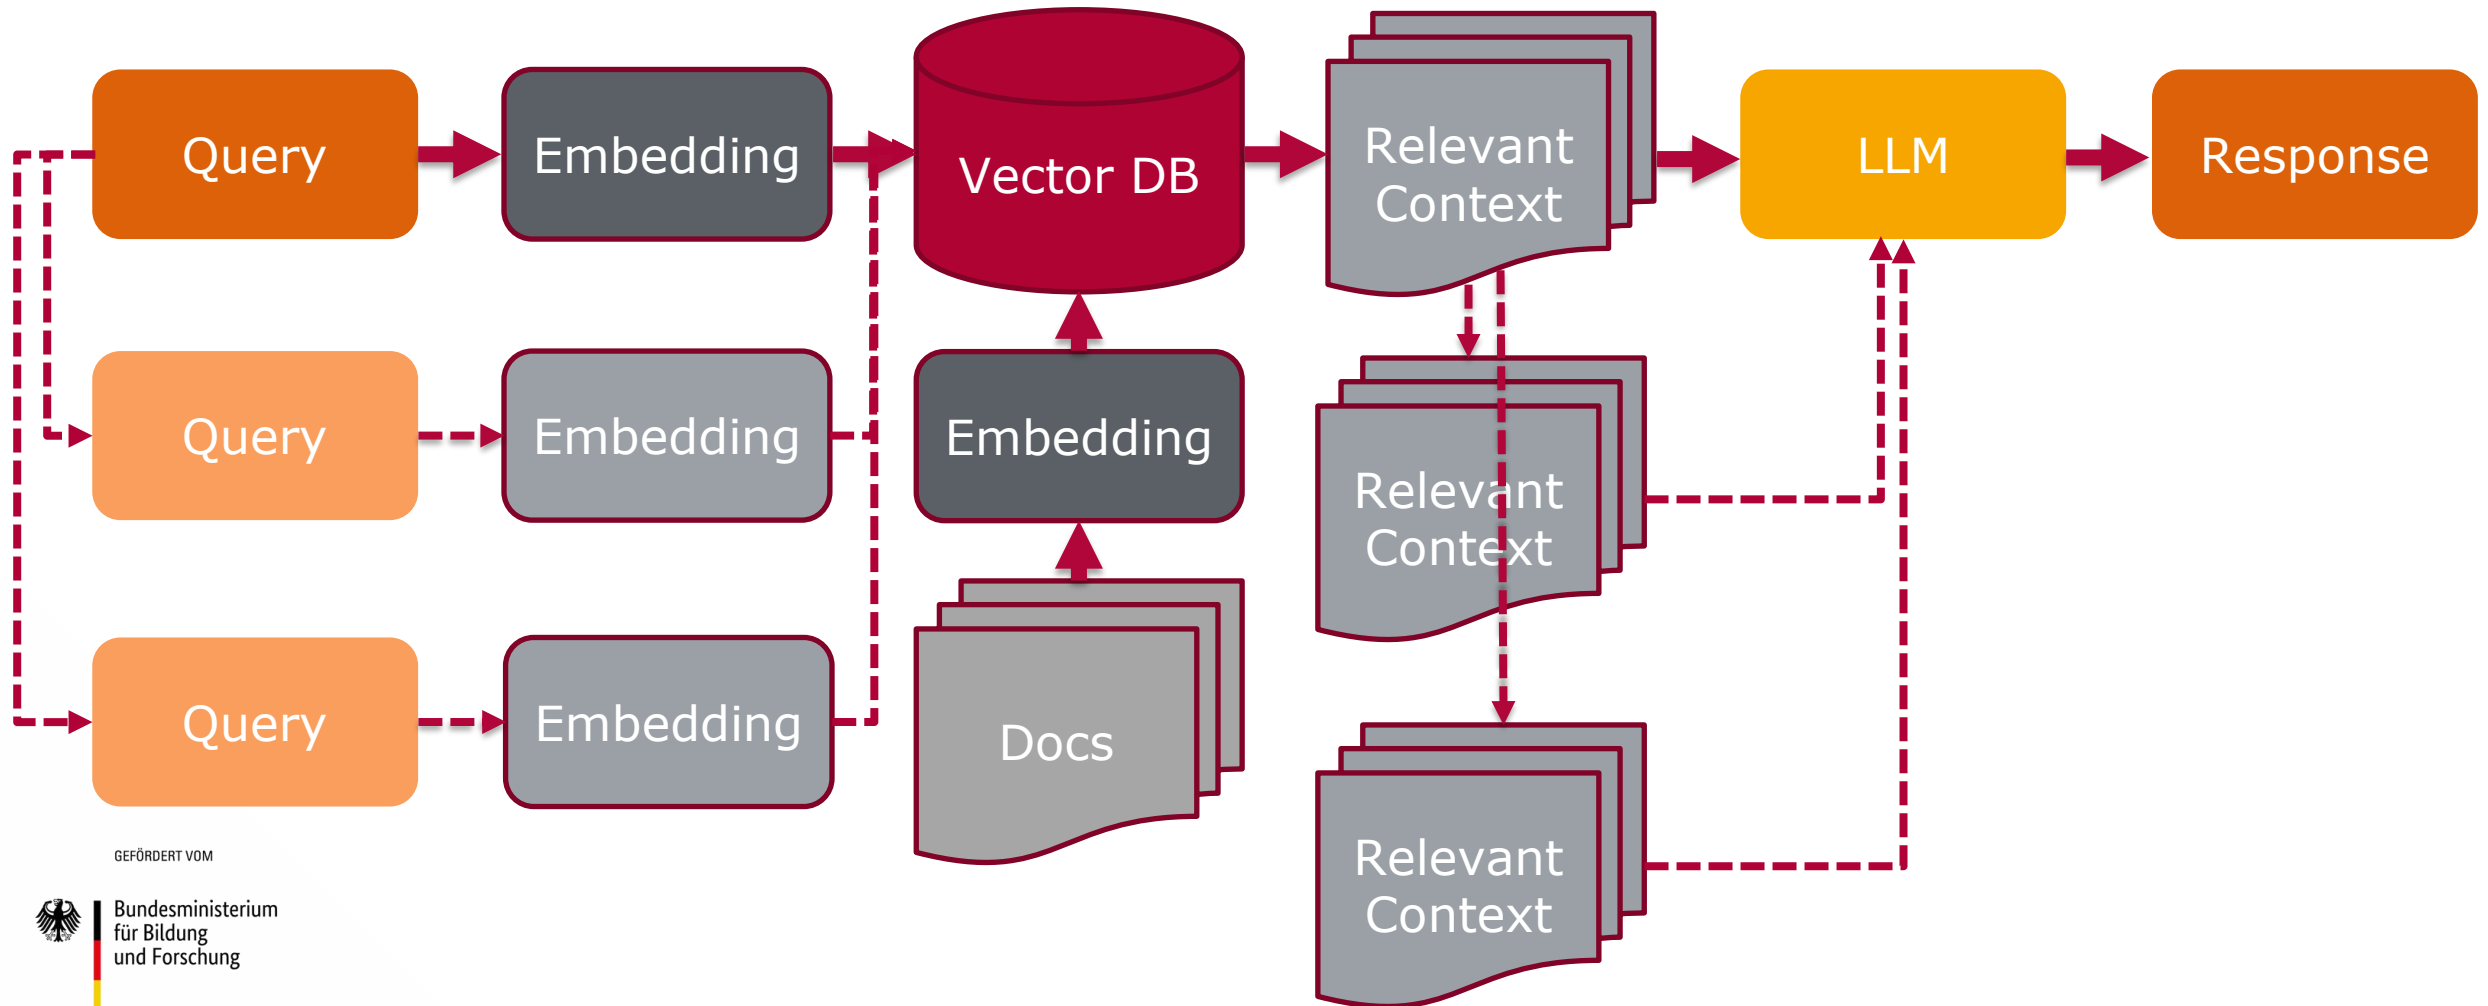 Query
Embedding
Vector DB
Relevant
Context
LLM
Response
Query
Embedding
Embedding
Relevant
Context
Query
Embedding
Docs
Relevant
Context
GEFÖRDERT VOM
Bundesministerium
für Bildung
und Forschung